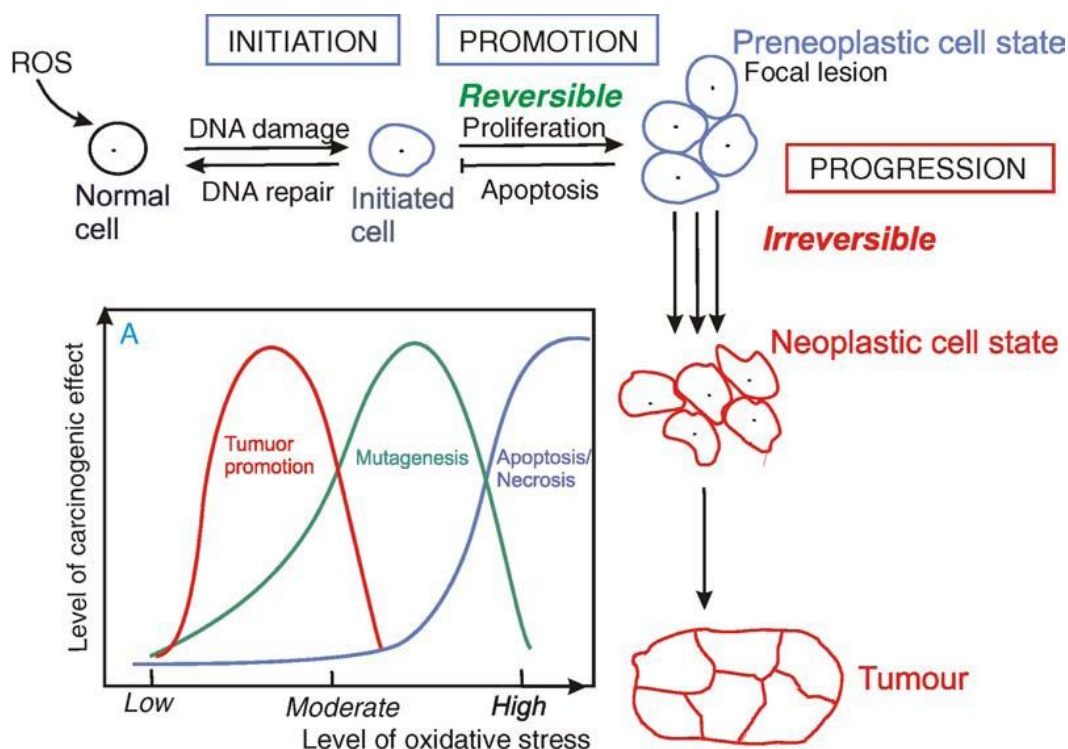 INITIATION
PROMOTION
Preneoplastic cell state
Focal lesion
ROS
Reversible
DNA damage
Proliferation
DNA repair
Apoptosis
Normal
cell
Initiated
cell
PROGRESSION
Irreversible
Neoplastic cell state
Tumour
A
Level of carcinogenic effect
Tumuor
promotion
Mutagenesis
Apoptosis/
Necrosis
Low
Moderate
High
Level of oxidative stress